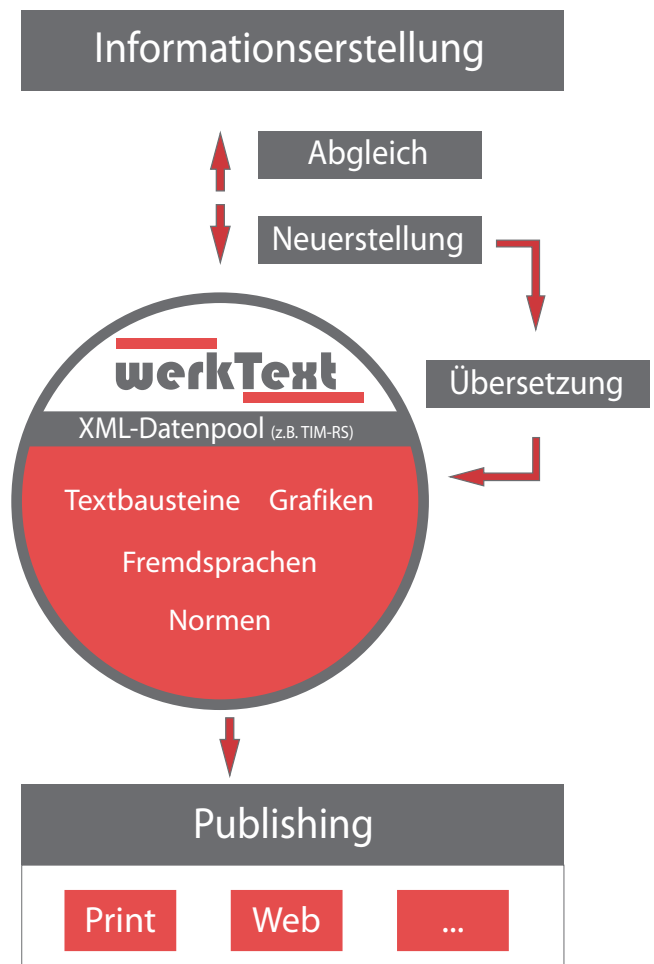 Informationserstellung
Abgleich
Neuerstellung
Übersetzung
werkText
XML-Datenpool (z.B. TIM-RS)
Textbausteine Grafiken
Fremdsprachen
Normen
Publishing
Print Web ...